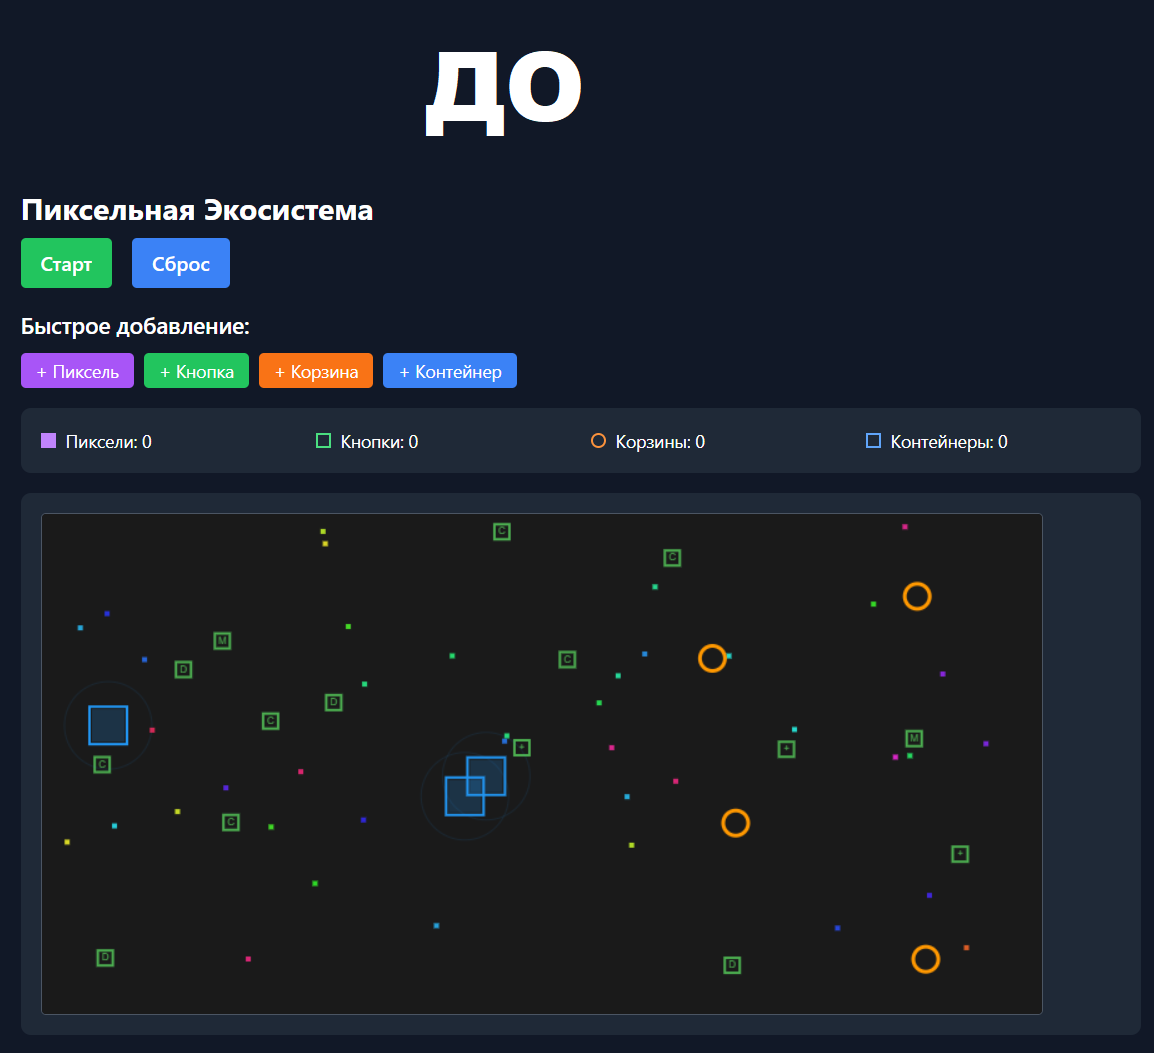 ДО
Пиксельная Экосистема
Старт Сброс
Быстрое добавление:
+ Пиксель + Кнопка + Корзина + Контейнер
Пиксели: 0 Кнопки: 0 Корзины: 0 Контейнеры: 0
C
C
M
C
D
D
C
M
+
+
C
C
+
D
D